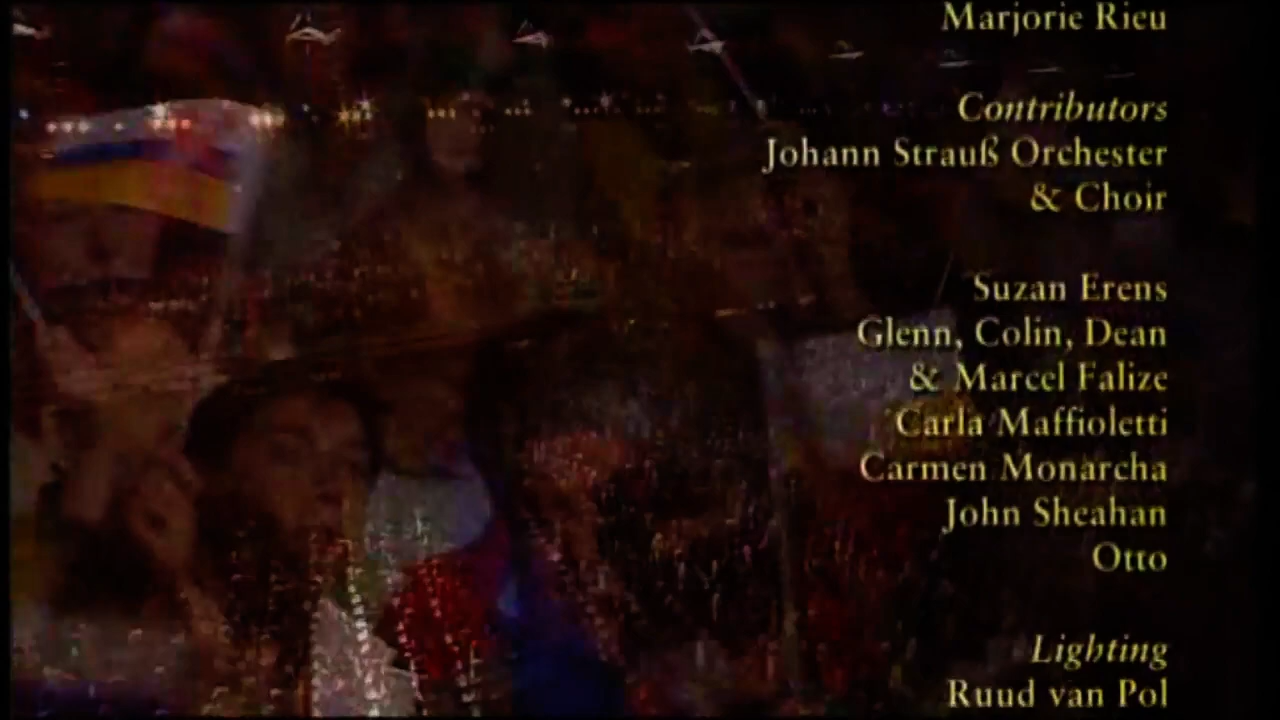 Marjorie Rieu
Contributors
Johann Strauß Orchester
& Choir
Suzan Erens
Glenn, Colin, Dean
& Marcel Falize
Carla Maffioletti
Carmen Monarcha
John Sheahan
Otto
Lighting
Ruud van Pol